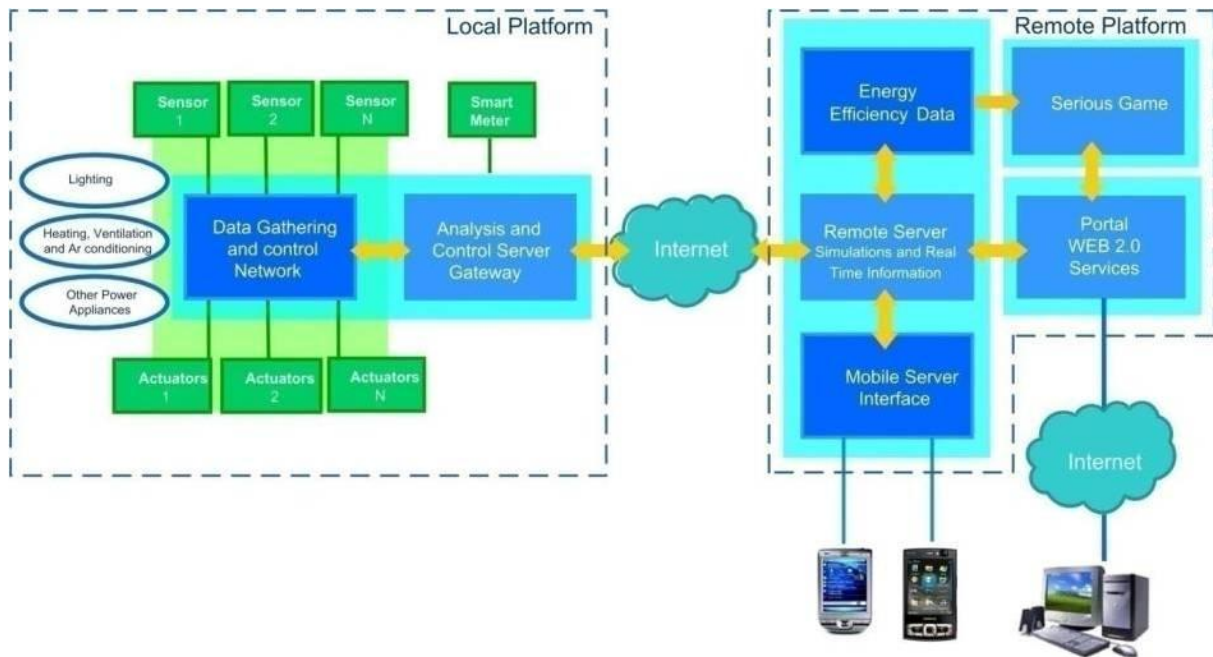 Local Platform
Sensor
1
Sensor
2
Sensor
N
Smart
Meter
Lighting
Heating, Ventilation
and Ar conditioning
Other Power
Appliances
Data Gathering
and control
Network
Analysis and
Control Server
Gateway
Actuators
1
Actuators
2
Actuators
N
Internet
Remote Platform
Energy
Efficiency Data
Serious Game
Remote Server
Simulations and Real
Time Information
Portal
WEB 2.0
Services
Mobile Server
Interface
Internet